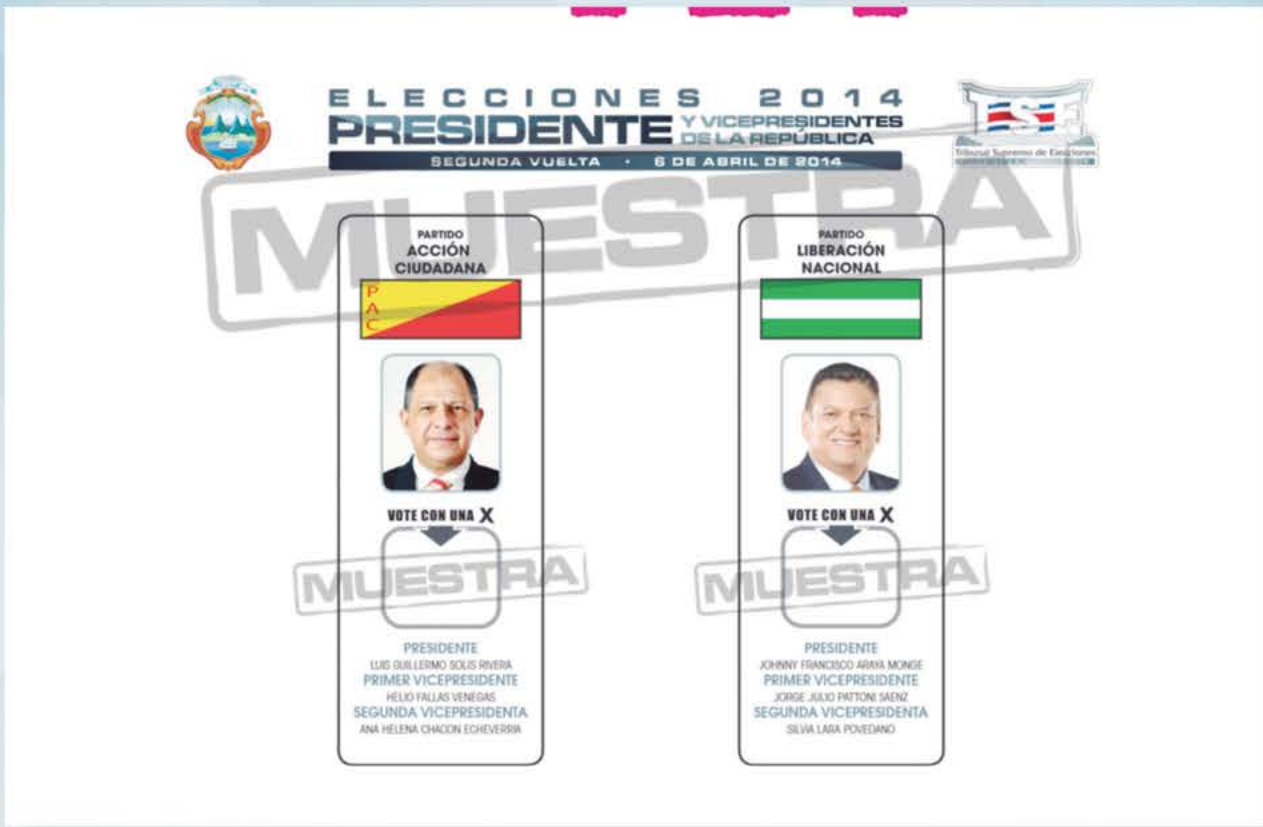 ELECCIONES 2014
PRESIDENTE Y VICEPRESIDENTES
DE LA REPÚBLICA
SEGUNDA VUELTA • 6 DE ABRIL DE 2014
TSE
Tribunal Supremo de Elecciones
MUESTRA
PARTIDO
ACCIÓN
CIUDADANA
PAC
VOTE CON UNA X
MUESTRA
PRESIDENTE
LUIS GUILLERMO SOLIS RIVERA
PRIMER VICEPRESIDENTE
HELIO FALLAS VENEGAS
SEGUNDA VICEPRESIDENTA
ANA HELENA CHACON ECHEVERRIA
PARTIDO
LIBERACIÓN
NACIONAL
VOTE CON UNA X
MUESTRA
PRESIDENTE
JOHNNY FRANCISCO ARAYA MONGE
PRIMER VICEPRESIDENTE
JORGE JULIO PATTONI SAENZ
SEGUNDA VICEPRESIDENTA
SILVIA LARA POVEDANO